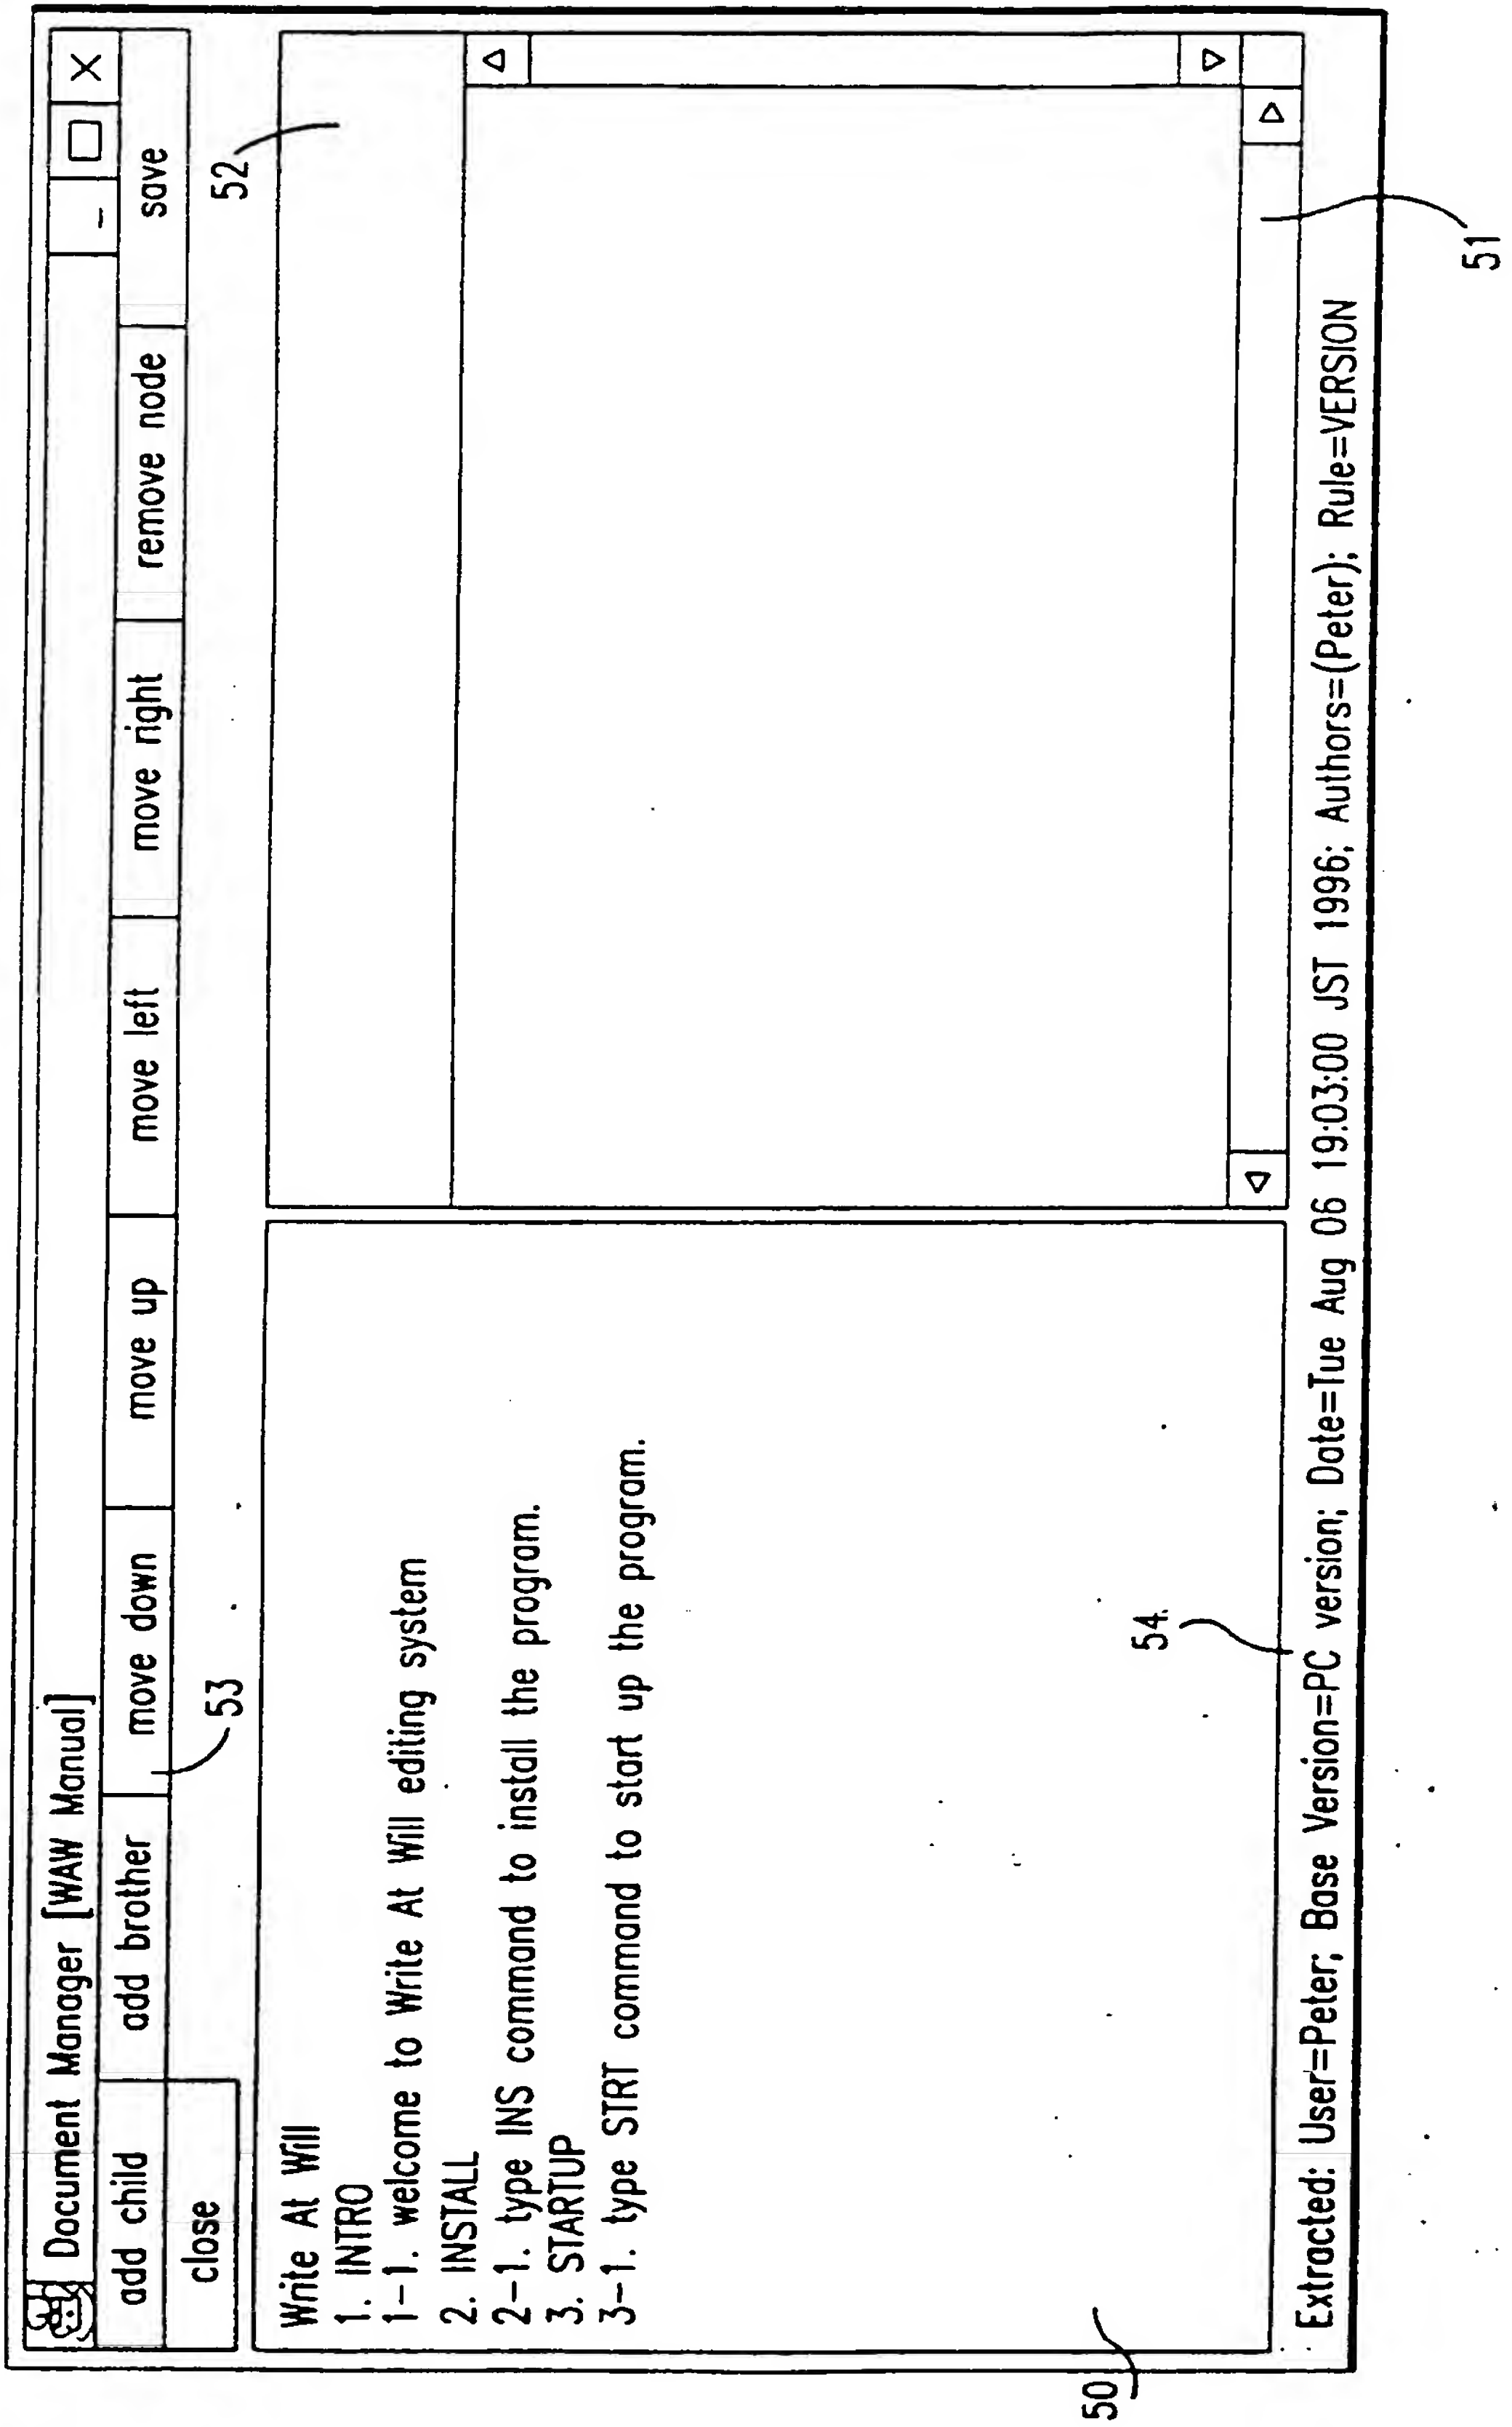 Document Manager [WAW Manual]
_ □ X
add child add brother move down move up move left move right remove node save
close
53
52
Write At Will
1. INTRO
1-1. welcome to Write At Will editing system
2. INSTALL
2-1. type INS command to install the program.
3. STARTUP
3-1. type STRT command to start up the program.
54
50
51
Extracted: User=Peter; Base Version=PC version; Date=Tue Aug 06 19:03:00 JST 1996; Authors=(Peter); Rule=VERSION